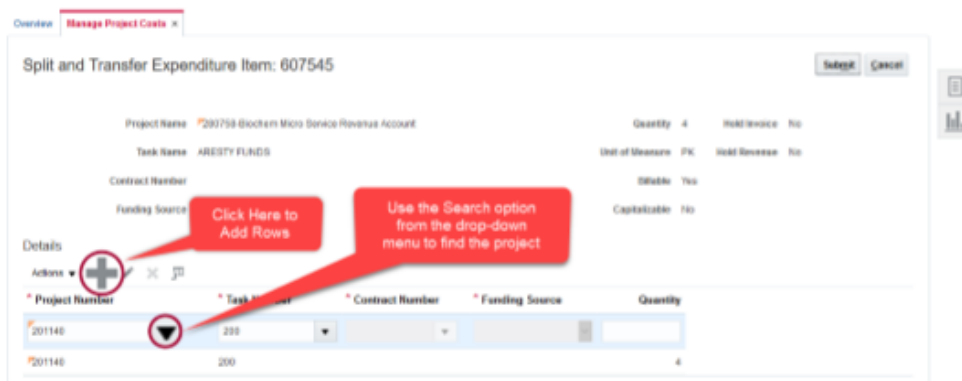 Overview Manage Project Costs ×
Split and Transfer Expenditure Item: 607545 Submit Cancel
Project Name 200758-Biochem Micro Service Revenue Account Quantity 4 Hold Invoice No
Task Name ARESTY FUNDS Unit of Measure PK Hold Revenue No
Contract Number Billable Yes
Funding Source Capitalizable No
Click Here to
Add Rows
Use the Search option
from the drop-down
menu to find the project
Details
Actions
* Project Number * Task Number * Contract Number * Funding Source Quantity
201140 200
201140 200 4